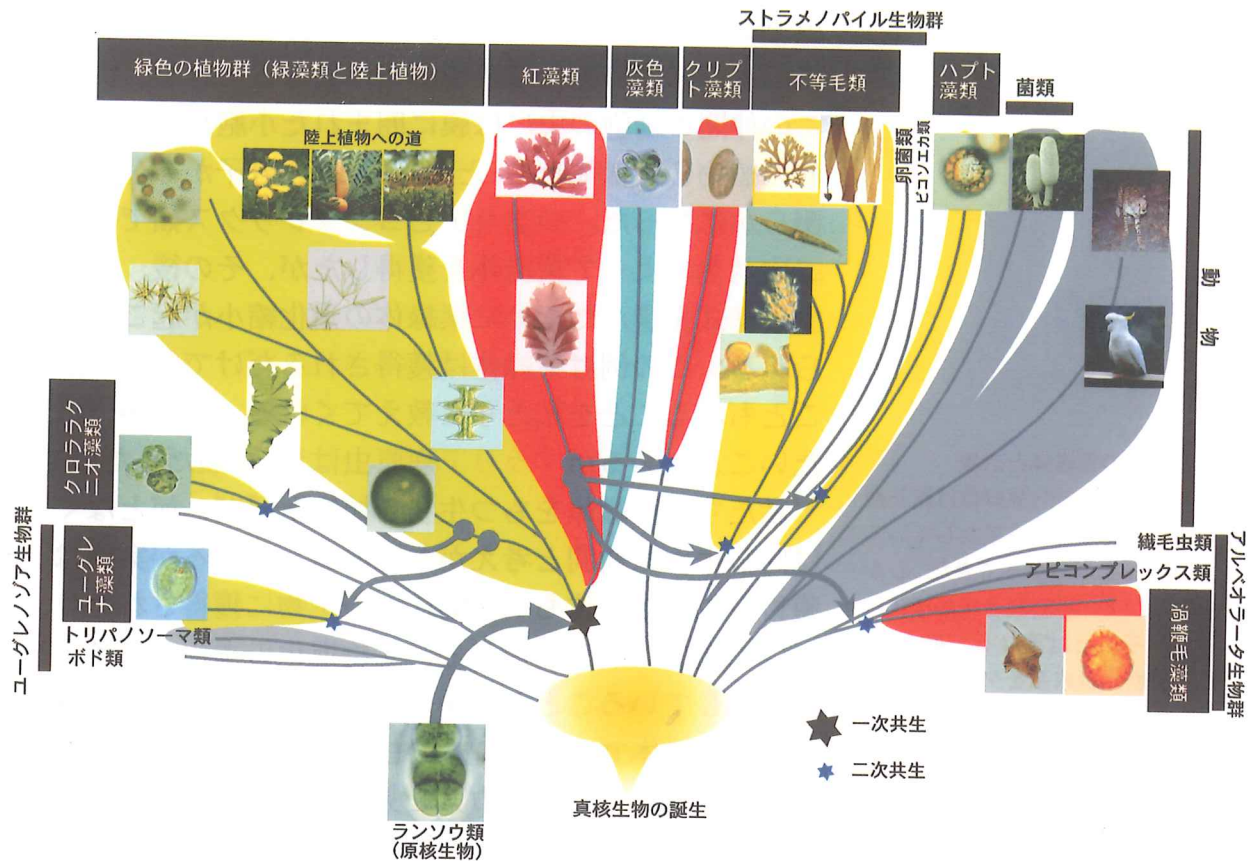 ストラメノパイル生物群
緑色の植物群（緑藻類と陸上植物）
紅藻類
灰色
藻類
クリプ
ト藻類
不等毛類
ハプト
藻類
菌類
陸上植物への道
卵菌類
ピコソエカ類
動物
クロララク
ニオ藻類
ユーグレノゾア生物群
ユーグレ
ナ藻類
トリパノソーマ類
ボド類
繊毛虫類
アピコンプレックス類
渦鞭毛藻類
アルベオラータ生物群
一次共生
二次共生
真核生物の誕生
ランソウ類
（原核生物）